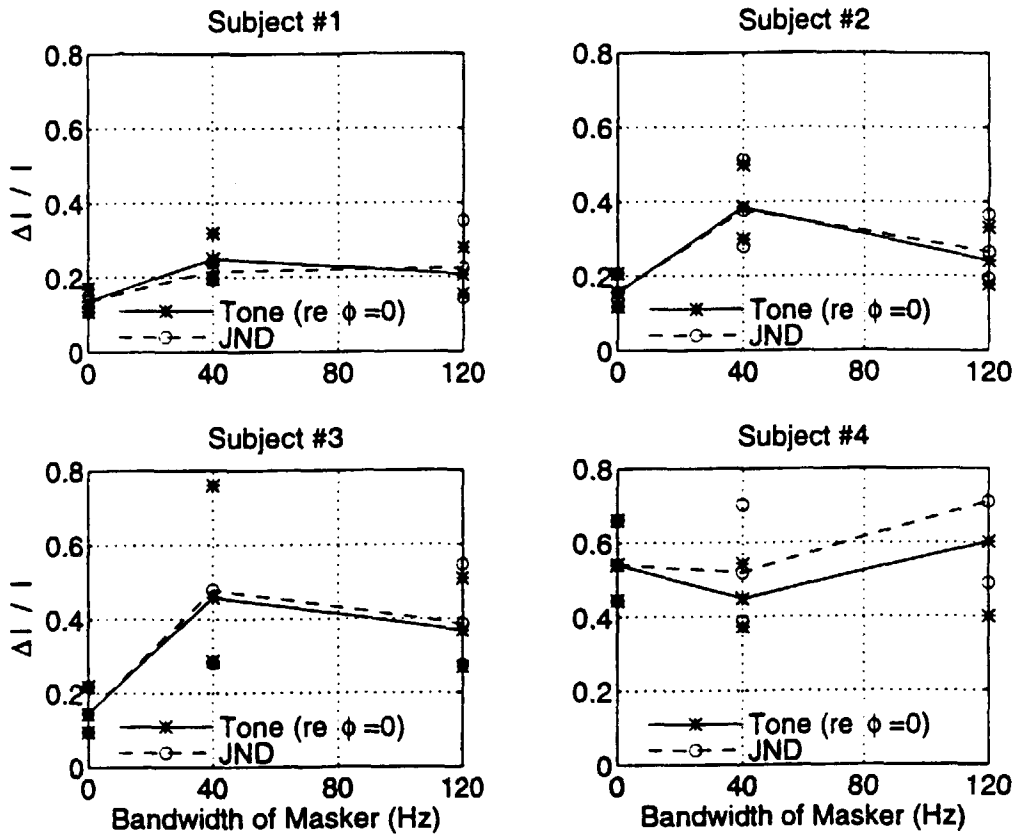 Subject #1
0.8
0.6
0.4
0.2
0
Δ I / I
Tone (re ϕ =0)
JND
0 40 80 120
Subject #2
0.8
0.6
0.4
0.2
0
Tone (re ϕ =0)
JND
0 40 80 120
Subject #3
0.8
0.6
0.4
0.2
0
Δ I / I
Tone (re ϕ =0)
JND
0 40 80 120
Bandwidth of Masker (Hz)
Subject #4
0.8
0.6
0.4
0.2
0
Tone (re ϕ =0)
JND
0 40 80 120
Bandwidth of Masker (Hz)